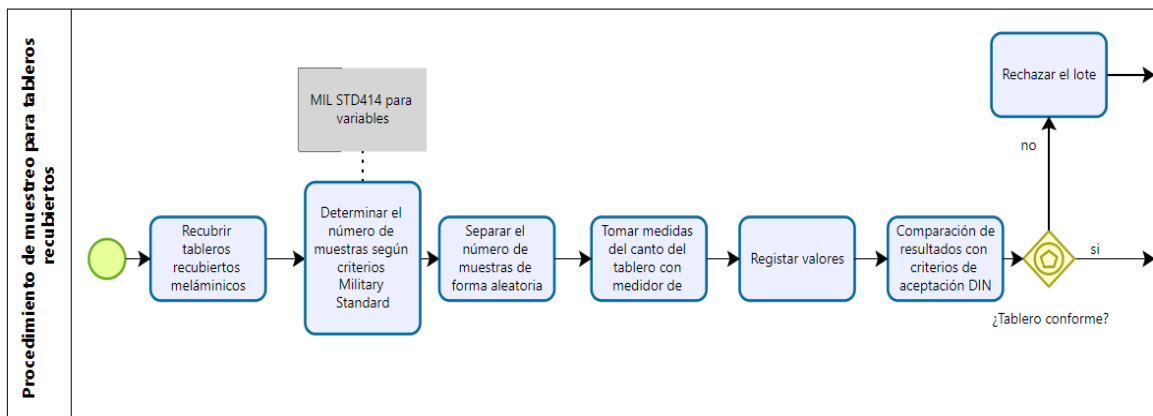 Procedimiento de muestreo para tableros
recubiertos
MIL STD414 para
variables
Recubrir
tableros
recubiertos
meláminicos
Determinar el
número de
muestras según
criterios
Military
Standard
Separar el
número de
muestras de
forma aleatoria
Tomar medidas
del canto del
tablero con
medidor de
Registar valores
Comparación de
resultados con
criterios de
aceptación DIN
¿Tablero conforme?
no
Rechazar el lote
si